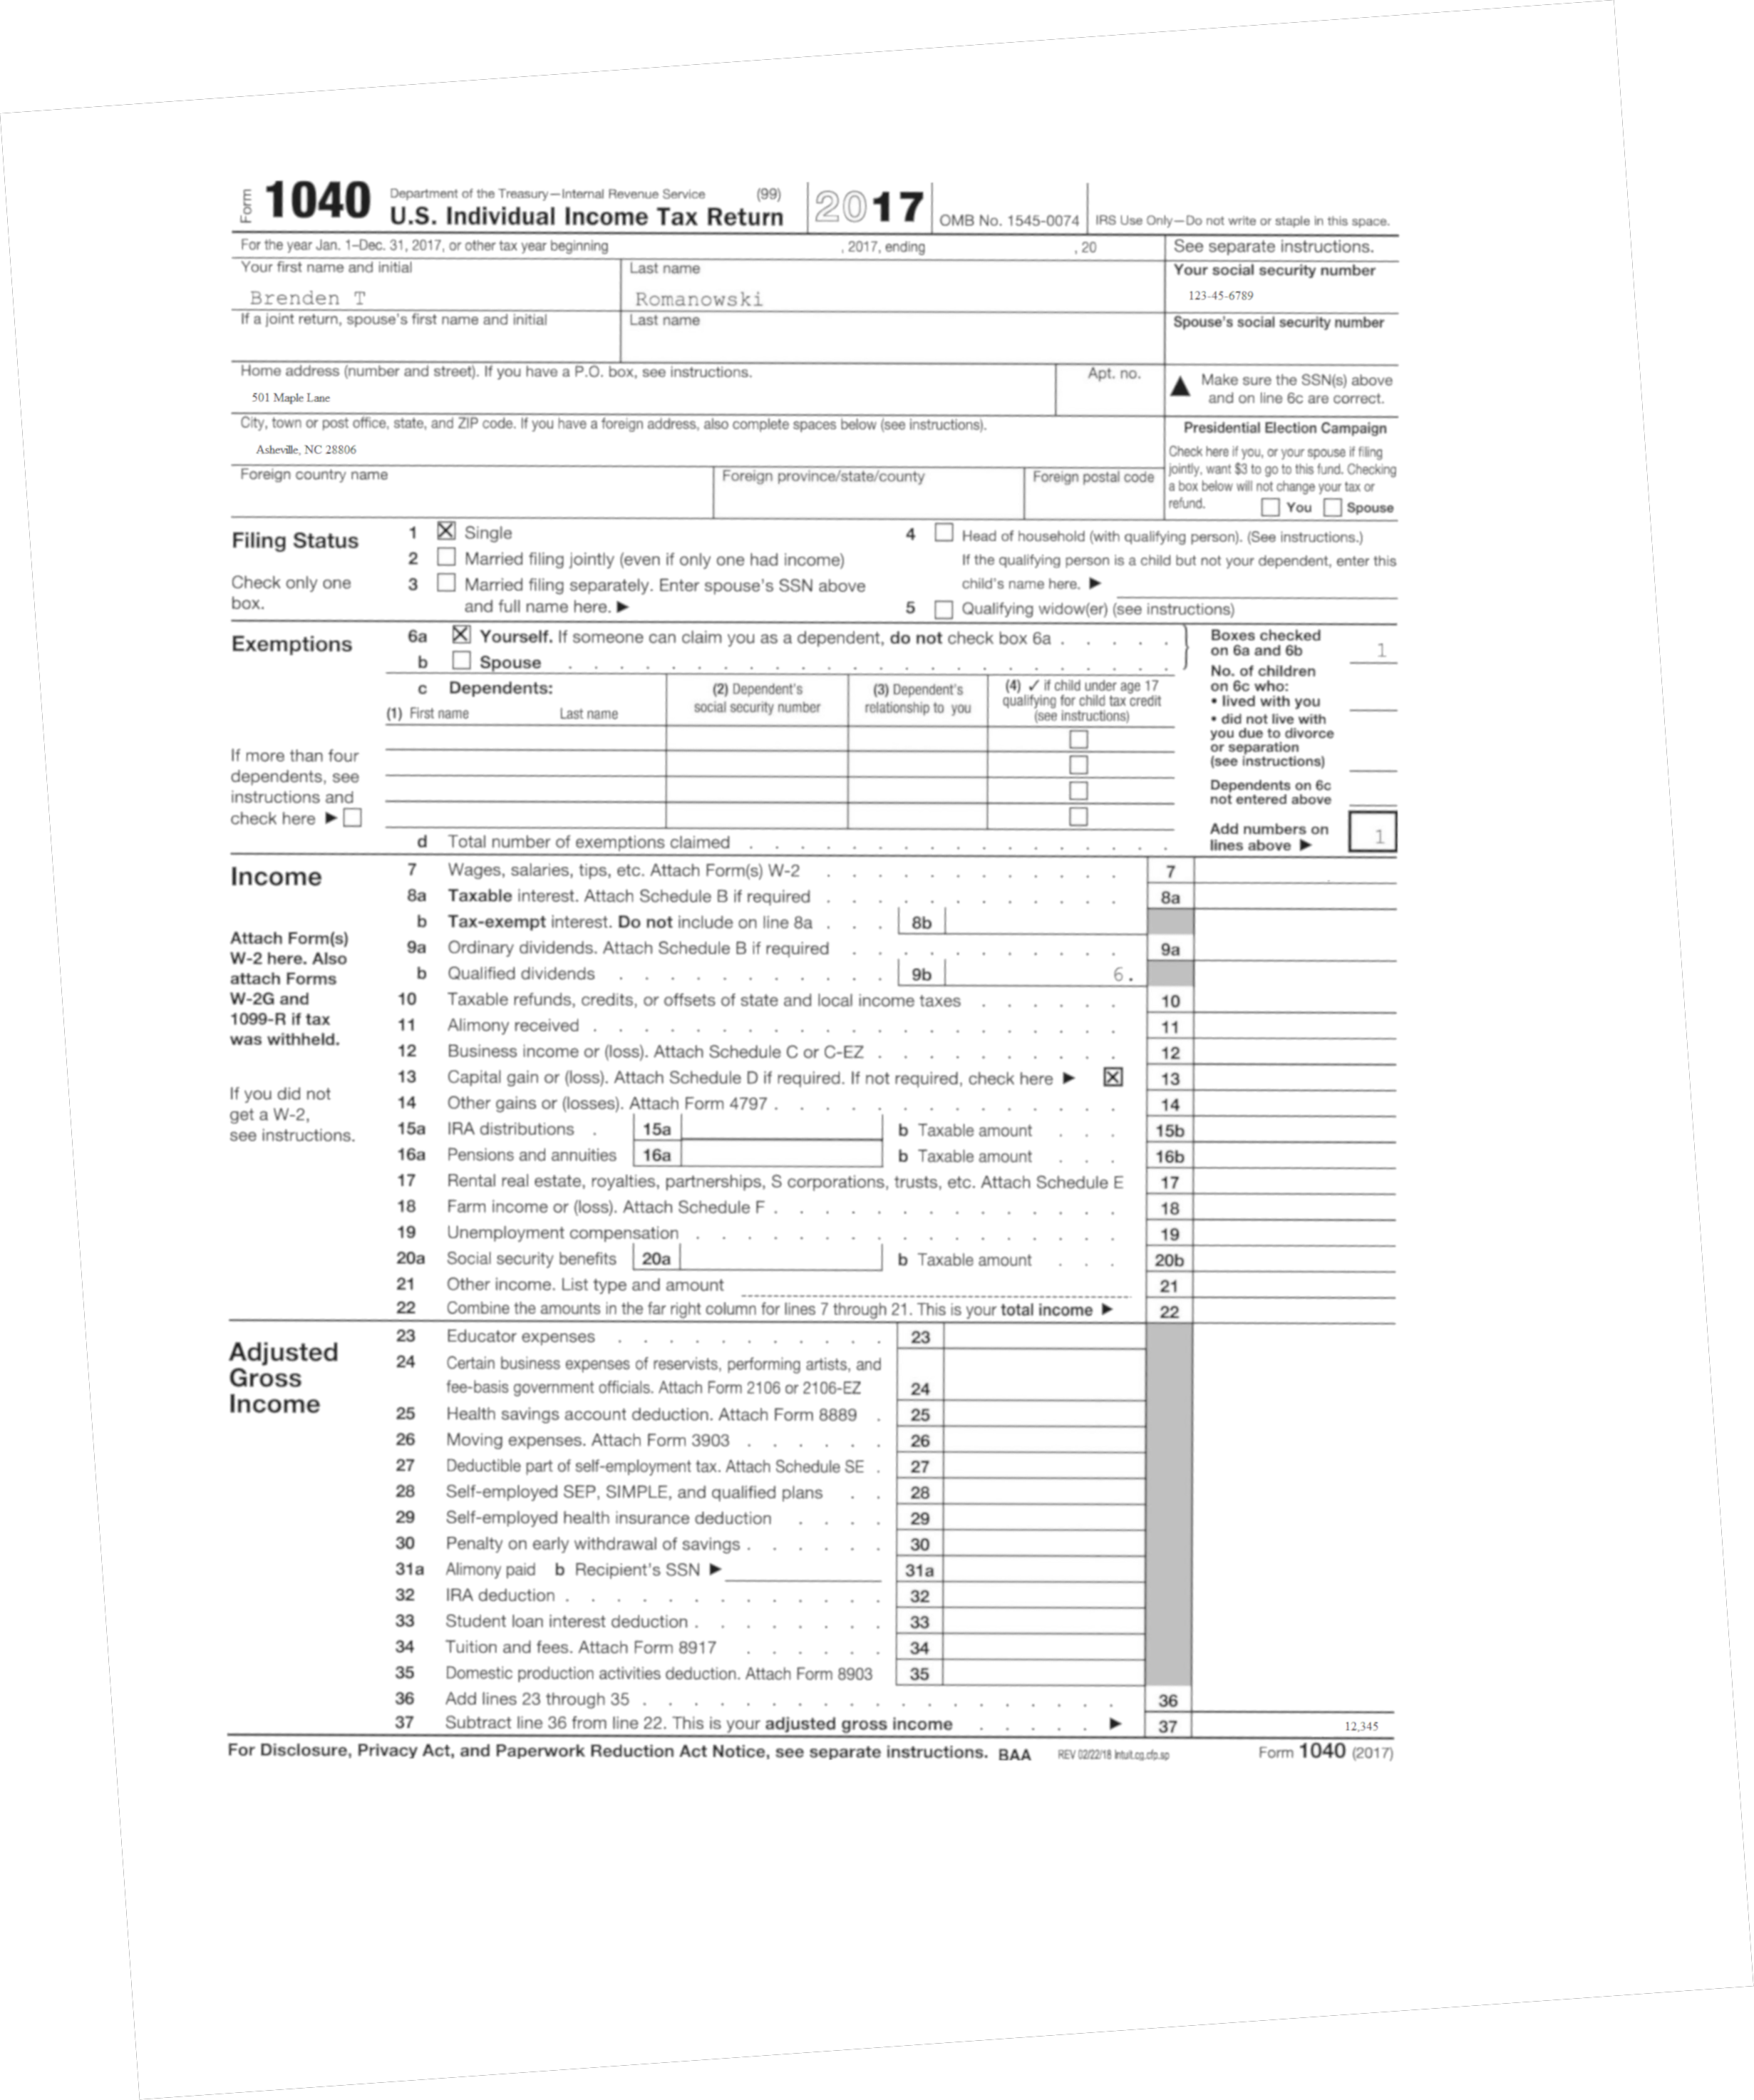 Form 1040 Department of the Treasury—Internal Revenue Service (99)
U.S. Individual Income Tax Return 2017 OMB No. 1545-0074 IRS Use Only—Do not write or staple in this space.
For the year Jan. 1–Dec. 31, 2017, or other tax year beginning , 2017, ending , 20 See separate instructions.
Your first name and initial Last name Your social security number
Brenden T Romanowski 123-45-6789
If a joint return, spouse's first name and initial Last name Spouse's social security number
Home address (number and street). If you have a P.O. box, see instructions. Apt. no.
501 Maple Lane
▲ Make sure the SSN(s) above
and on line 6c are correct.
City, town or post office, state, and ZIP code. If you have a foreign address, also complete spaces below (see instructions).
Asheville, NC 28806
Foreign country name Foreign province/state/county Foreign postal code
Presidential Election Campaign
Check here if you, or your spouse if filing
jointly, want $3 to go to this fund. Checking
a box below will not change your tax or
refund. You Spouse
Filing Status
Check only one
box.
1 ☒ Single
2 Married filing jointly (even if only one had income)
3 Married filing separately. Enter spouse's SSN above
and full name here. ▶
4 Head of household (with qualifying person). (See instructions.)
If the qualifying person is a child but not your dependent, enter this
child's name here. ▶
5 Qualifying widow(er) (see instructions)
Exemptions
6a ☒ Yourself. If someone can claim you as a dependent, do not check box 6a . . . . .
b Spouse . . . . . . . . . . . . . . . . . . . . . . . .
c Dependents:
(1) First name Last name
(2) Dependent's
social security number
(3) Dependent's
relationship to you
(4) ✓ if child under age 17
qualifying for child tax credit
(see instructions)
If more than four
dependents, see
instructions and
check here ▶
d Total number of exemptions claimed . . . . . . . . . . . . . . . . .
Boxes checked
on 6a and 6b 1
No. of children
on 6c who:
• lived with you
• did not live with
you due to divorce
or separation
(see instructions)
Dependents on 6c
not entered above
Add numbers on
lines above ▶ 1
Income
Attach Form(s)
W-2 here. Also
attach Forms
W-2G and
1099-R if tax
was withheld.
If you did not
get a W-2,
see instructions.
7 Wages, salaries, tips, etc. Attach Form(s) W-2 . . . . . . . . . . . . 7
8a Taxable interest. Attach Schedule B if required . . . . . . . . . . . . 8a
b Tax-exempt interest. Do not include on line 8a . . . 8b
9a Ordinary dividends. Attach Schedule B if required . . . . . . . . . . . 9a
b Qualified dividends . . . . . . . . . . . 9b 6.
10 Taxable refunds, credits, or offsets of state and local income taxes . . . . . . 10
11 Alimony received . . . . . . . . . . . . . . . . . . . . . 11
12 Business income or (loss). Attach Schedule C or C-EZ . . . . . . . . . . 12
13 Capital gain or (loss). Attach Schedule D if required. If not required, check here ▶ ☒ 13
14 Other gains or (losses). Attach Form 4797 . . . . . . . . . . . . . . 14
15a IRA distributions . 15a b Taxable amount . . . 15b
16a Pensions and annuities 16a b Taxable amount . . . 16b
17 Rental real estate, royalties, partnerships, S corporations, trusts, etc. Attach Schedule E 17
18 Farm income or (loss). Attach Schedule F . . . . . . . . . . . . . . 18
19 Unemployment compensation . . . . . . . . . . . . . . . . . 19
20a Social security benefits 20a b Taxable amount . . . 20b
21 Other income. List type and amount 21
22 Combine the amounts in the far right column for lines 7 through 21. This is your total income ▶ 22
Adjusted
Gross
Income
23 Educator expenses . . . . . . . . . . . 23
24 Certain business expenses of reservists, performing artists, and
fee-basis government officials. Attach Form 2106 or 2106-EZ 24
25 Health savings account deduction. Attach Form 8889 . 25
26 Moving expenses. Attach Form 3903 . . . . . . 26
27 Deductible part of self-employment tax. Attach Schedule SE . 27
28 Self-employed SEP, SIMPLE, and qualified plans . . 28
29 Self-employed health insurance deduction . . . . 29
30 Penalty on early withdrawal of savings . . . . . . 30
31a Alimony paid b Recipient's SSN ▶ 31a
32 IRA deduction . . . . . . . . . . . . . 32
33 Student loan interest deduction . . . . . . . . 33
34 Tuition and fees. Attach Form 8917 . . . . . . 34
35 Domestic production activities deduction. Attach Form 8903 35
36 Add lines 23 through 35 . . . . . . . . . . . . . . . . . . . 36
37 Subtract line 36 from line 22. This is your adjusted gross income . . . . . ▶ 37 12,345
For Disclosure, Privacy Act, and Paperwork Reduction Act Notice, see separate instructions. BAA REV 02/22/18 Intuit.cg.cfp.sp Form 1040 (2017)